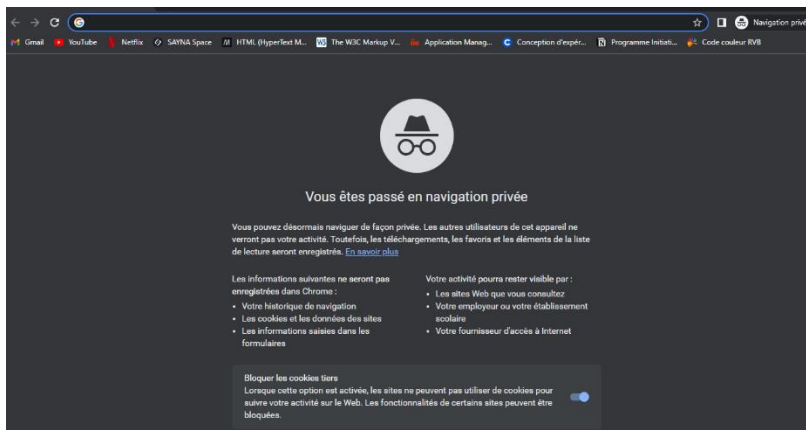 Navigation privé
Gmail YouTube Netflix SAYNA Space HTML (HyperText M... The W3C Markup V... Application Manag... Conception d'expér... Programme Initiati... Code couleur RVB
Vous êtes passé en navigation privée
Vous pouvez désormais naviguer de façon privée. Les autres utilisateurs de cet appareil ne
verront pas votre activité. Toutefois, les téléchargements, les favoris et les éléments de la liste
de lecture seront enregistrés. En savoir plus
Les informations suivantes ne seront pas
enregistrées dans Chrome :
• Votre historique de navigation
• Les cookies et les données des sites
• Les informations saisies dans les
formulaires
Votre activité pourra rester visible par :
• Les sites Web que vous consultez
• Votre employeur ou votre établissement
scolaire
• Votre fournisseur d'accès à Internet
Bloquer les cookies tiers
Lorsque cette option est activée, les sites ne peuvent pas utiliser de cookies pour
suivre votre activité sur le Web. Les fonctionnalités de certains sites peuvent être
bloquées.